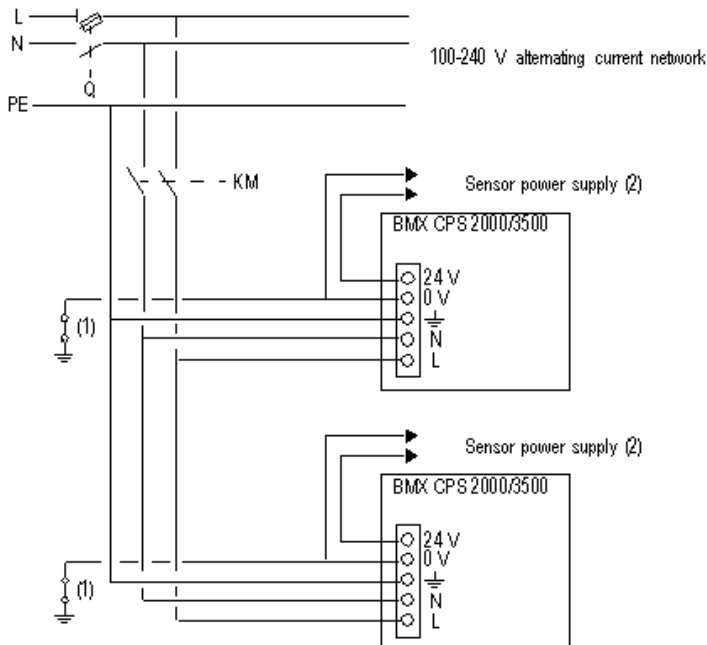 L
N
100-240 V alternating current network
Q
PE
KM
Sensor power supply (2)
BMX CPS 2000/3500
24 V
0 V
(1)
N
L
Sensor power supply (2)
BMX CPS 2000/3500
24 V
0 V
(1)
N
L